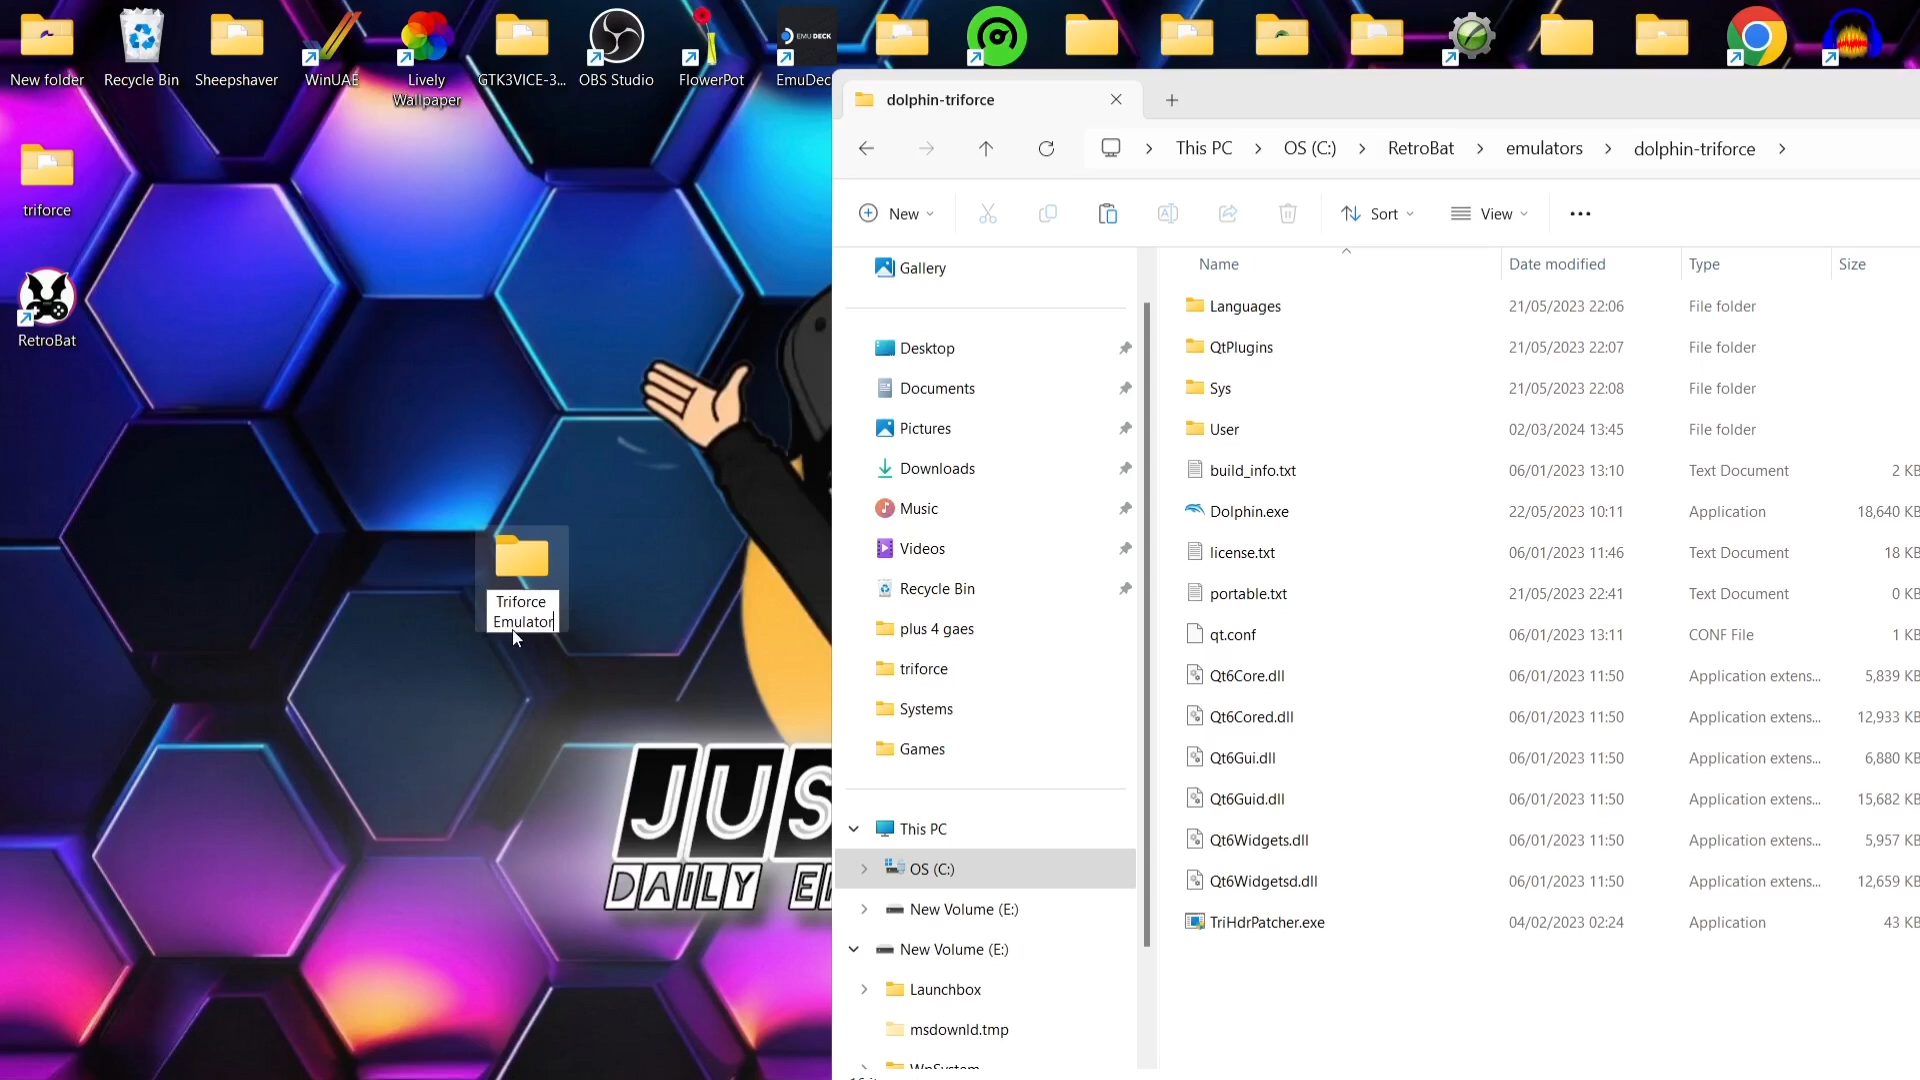 New folder
Recycle Bin
Sheepshaver
WinUAE
Lively
Wallpaper
GTK3VICE-3...
OBS Studio
FlowerPot
EMU DECK
EmuDec
triforce
RetroBat
Triforce
Emulator
JUS
DAILY E
dolphin-triforce
This PC
OS (C:)
RetroBat
emulators
dolphin-triforce
New
Sort
View
Gallery
Desktop
Documents
Pictures
Downloads
Music
Videos
Recycle Bin
plus 4 gaes
triforce
Systems
Games
This PC
OS (C:)
New Volume (E:)
New Volume (E:)
Launchbox
msdownld.tmp
WpSystem
Name Date modified Type Size
Languages 21/05/2023 22:06 File folder
QtPlugins 21/05/2023 22:07 File folder
Sys 21/05/2023 22:08 File folder
User 02/03/2024 13:45 File folder
build_info.txt 06/01/2023 13:10 Text Document 2 KB
Dolphin.exe 22/05/2023 10:11 Application 18,640 KB
license.txt 06/01/2023 11:46 Text Document 18 KB
portable.txt 21/05/2023 22:41 Text Document 0 KB
qt.conf 06/01/2023 13:11 CONF File 1 KB
Qt6Core.dll 06/01/2023 11:50 Application extens... 5,839 KB
Qt6Cored.dll 06/01/2023 11:50 Application extens... 12,933 KB
Qt6Gui.dll 06/01/2023 11:50 Application extens... 6,880 KB
Qt6Guid.dll 06/01/2023 11:50 Application extens... 15,682 KB
Qt6Widgets.dll 06/01/2023 11:50 Application extens... 5,957 KB
Qt6Widgetsd.dll 06/01/2023 11:50 Application extens... 12,659 KB
TriHdrPatcher.exe 04/02/2023 02:24 Application 43 KB